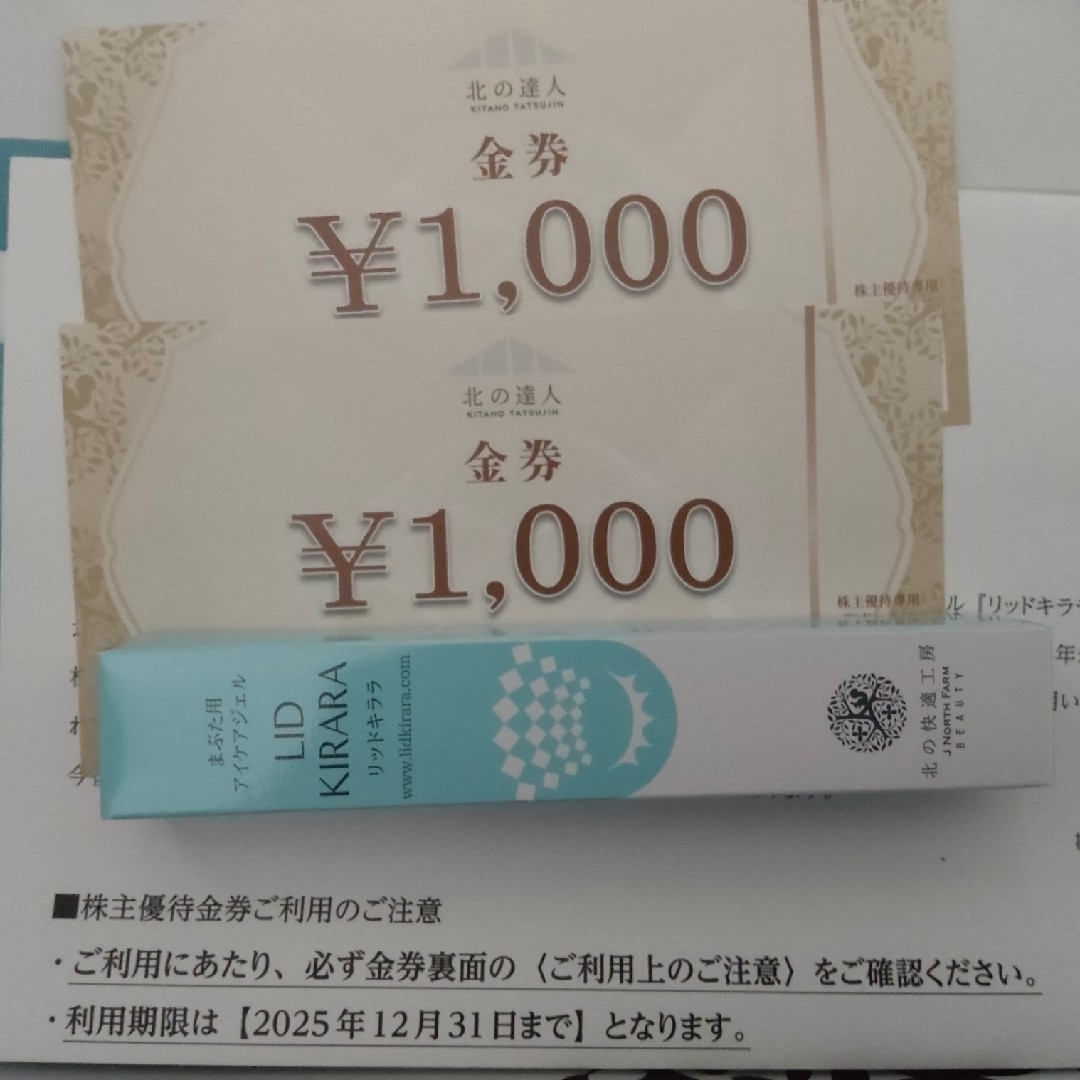 北の達人
KITANO TATSUJIN
金券
¥1,000
株主優待専用
北の達人
KITANO TATSUJIN
金券
¥1,000
株主優待専用
ル『リッドキラ
まぶた用
アイケアジェル
LID
KIRARA
リッドキララ
www.lidkirara.com
北の快適工房
J NORTH FARM
BEAUTY
■株主優待金券ご利用のご注意
・ご利用にあたり、必ず金券裏面の〈ご利用上のご注意〉をご確認ください。
・利用期限は【2025年12月31日まで】となります。